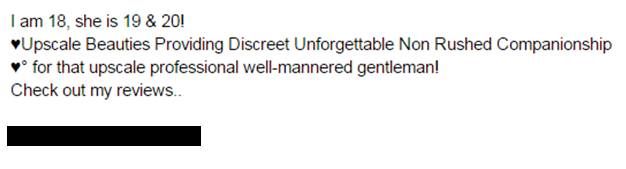 I am 18, she is 19 & 20!
♥Upscale Beauties Providing Discreet Unforgettable Non Rushed Companionship
♥° for that upscale professional well-mannered gentleman!
Check out my reviews..